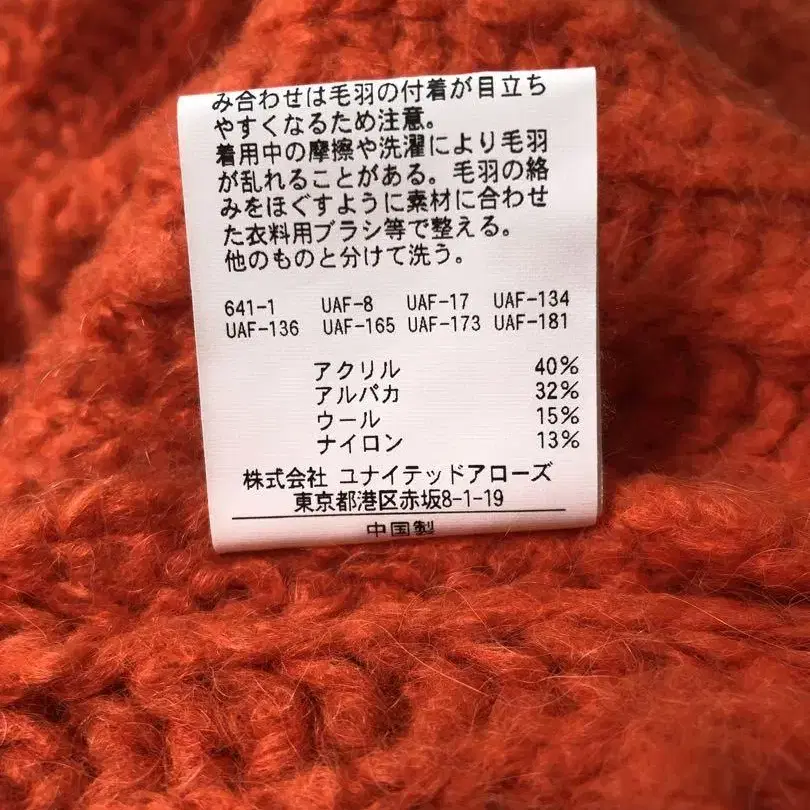 み合わせは毛羽の付着が目立ち
やすくなるため注意。
着用中の摩擦や洗濯により毛羽
が乱れることがある。毛羽の絡
みをほぐすように素材に合わせ
た衣料用ブラシ等で整える。
他のものと分けて洗う。
641-1 UAF-8 UAF-17 UAF-134
UAF-136 UAF-165 UAF-173 UAF-181
アクリル 40%
アルパカ 32%
ウール 15%
ナイロン 13%
株式会社 ユナイテッドアローズ
東京都港区赤坂8-1-19
中国製